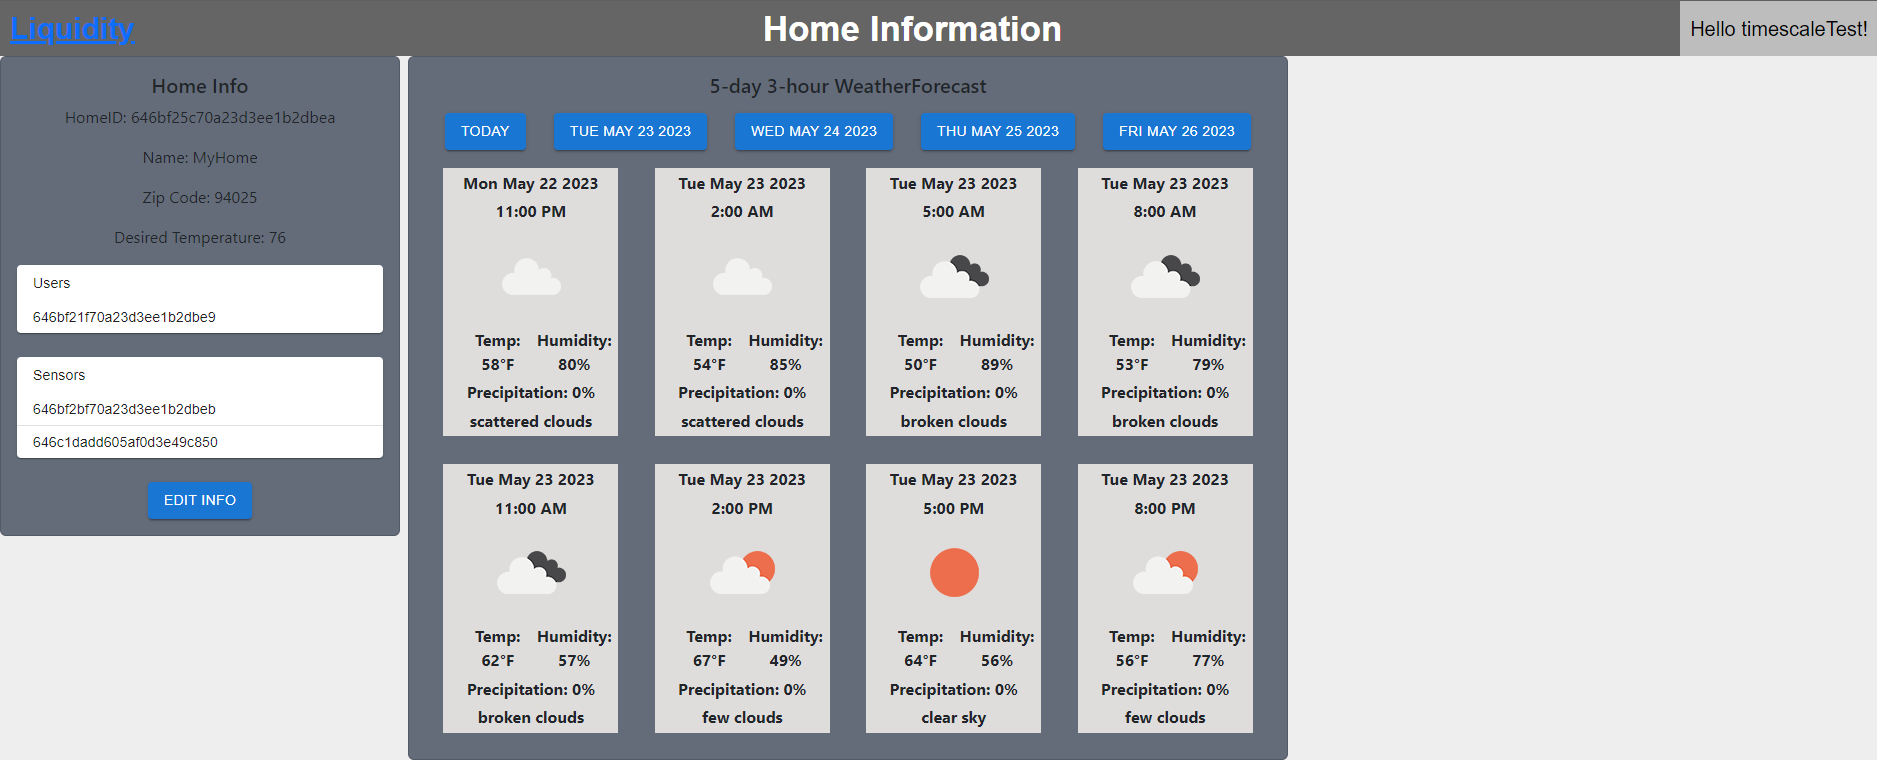 Liquidity
Home Information
Hello timescaleTest!
Home Info
HomeID: 646bf25c70a23d3ee1b2dbea
Name: MyHome
Zip Code: 94025
Desired Temperature: 76
Users
646bf21f70a23d3ee1b2dbe9
Sensors
646bf2bf70a23d3ee1b2dbeb
646c1dadd605af0d3e49c850
EDIT INFO
5-day 3-hour WeatherForecast
TODAY
TUE MAY 23 2023
WED MAY 24 2023
THU MAY 25 2023
FRI MAY 26 2023
Mon May 22 2023
11:00 PM
Temp: Humidity:
58°F 80%
Precipitation: 0%
scattered clouds
Tue May 23 2023
2:00 AM
Temp: Humidity:
54°F 85%
Precipitation: 0%
scattered clouds
Tue May 23 2023
5:00 AM
Temp: Humidity:
50°F 89%
Precipitation: 0%
broken clouds
Tue May 23 2023
8:00 AM
Temp: Humidity:
53°F 79%
Precipitation: 0%
broken clouds
Tue May 23 2023
11:00 AM
Temp: Humidity:
62°F 57%
Precipitation: 0%
broken clouds
Tue May 23 2023
2:00 PM
Temp: Humidity:
67°F 49%
Precipitation: 0%
few clouds
Tue May 23 2023
5:00 PM
Temp: Humidity:
64°F 56%
Precipitation: 0%
clear sky
Tue May 23 2023
8:00 PM
Temp: Humidity:
56°F 77%
Precipitation: 0%
few clouds